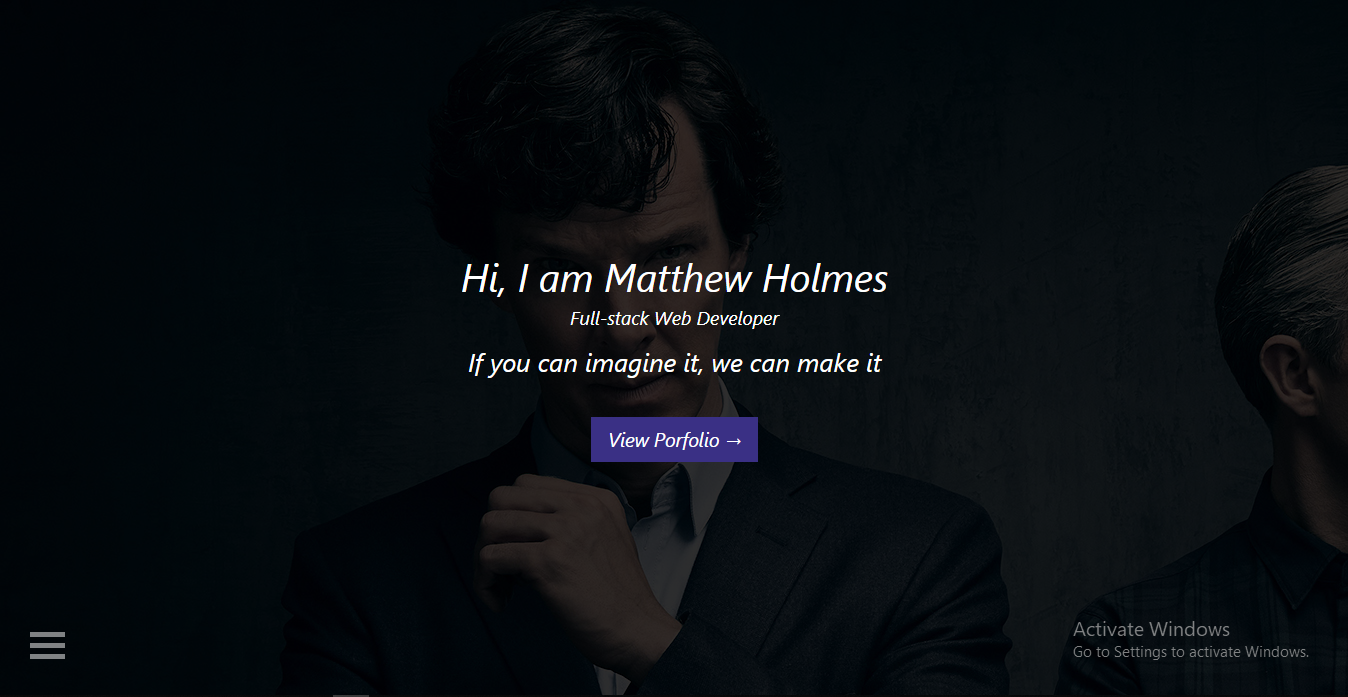 Hi, I am Matthew Holmes
Full-stack Web Developer
If you can imagine it, we can make it
View Porfolio →
Activate Windows
Go to Settings to activate Windows.